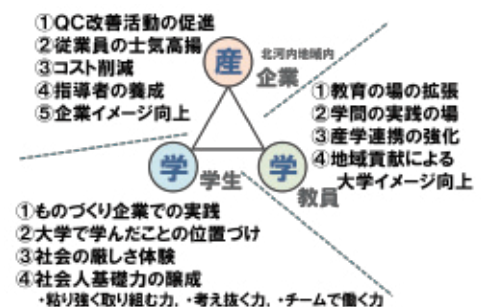 ①QC改善活動の促進
②従業員の士気高揚
③コスト削減
④指導者の養成
⑤企業イメージ向上
産
北河内地域内
企業
①教育の場の拡張
②学問の実践の場
③産学連携の強化
④地域貢献による
大学イメージ向上
学
学生
学
教員
①ものづくり企業での実践
②大学で学んだことの位置づけ
③社会の厳しさ体験
④社会人基礎力の醸成
・粘り強く取り組む力, ・考え抜く力, ・チームで働く力